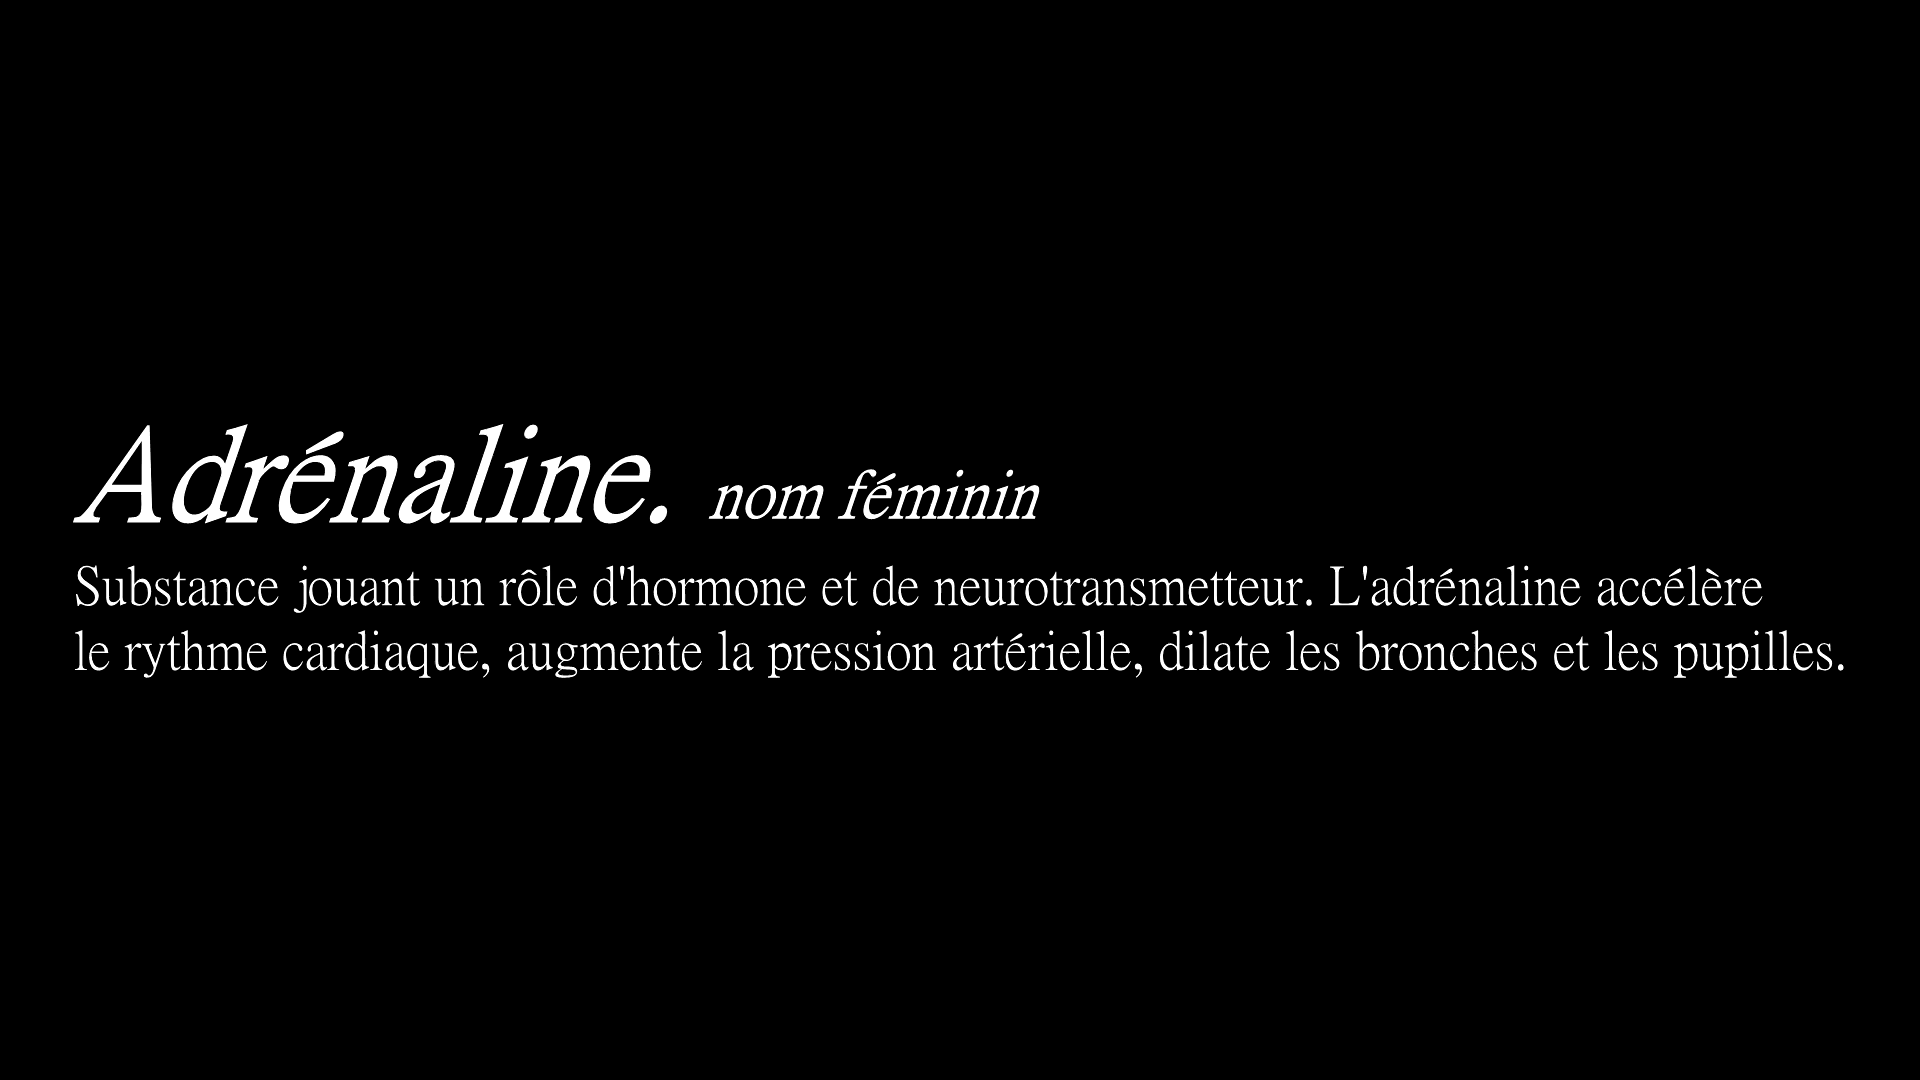 Adrénaline. nom féminin
Substance jouant un rôle d'hormone et de neurotransmetteur. L'adrénaline accélère
le rythme cardiaque, augmente la pression artérielle, dilate les bronches et les pupilles.